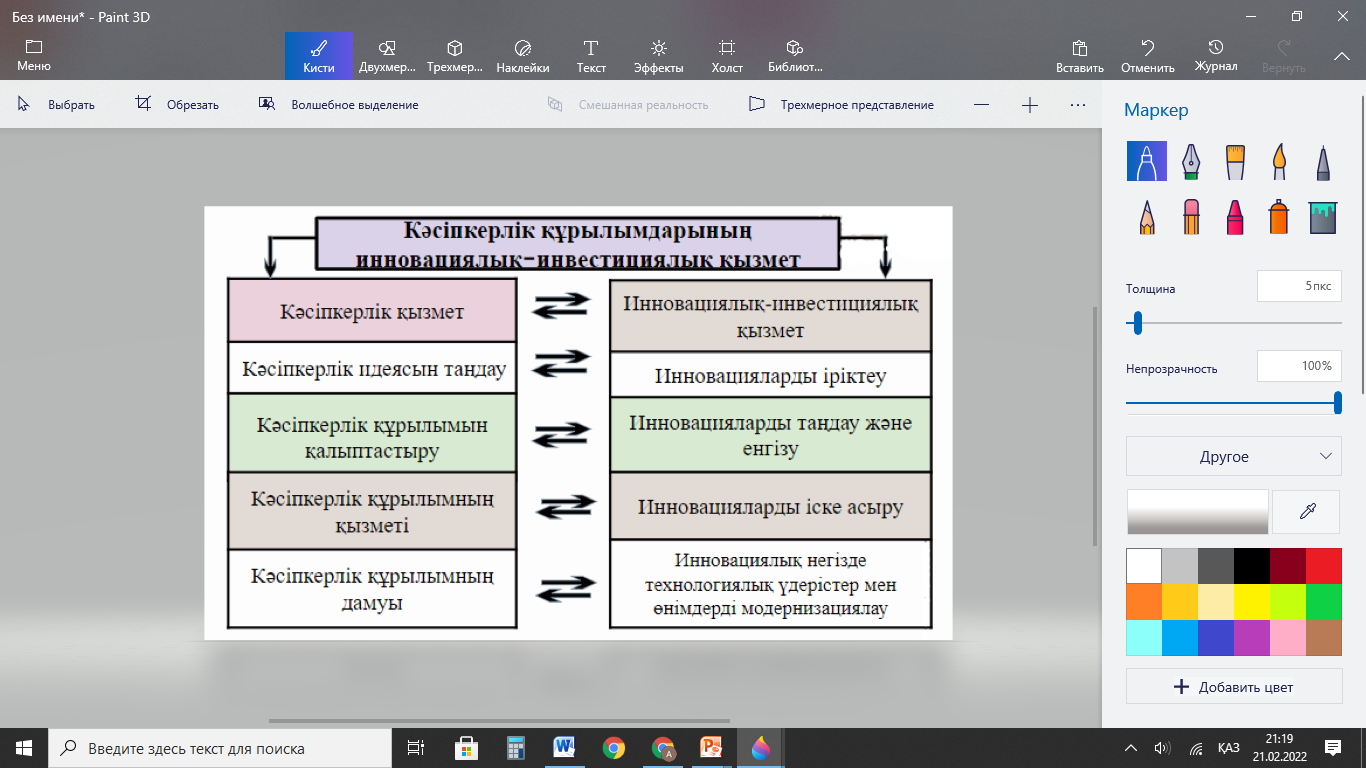 Без имени* - Paint 3D
Меню
Кисти
Двухмер...
Трехмер...
Наклейки
Текст
Эффекты
Холст
Библиот...
Вставить
Отменить
Журнал
Вернуть
Выбрать
Обрезать
Волшебное выделение
Смешанная реальность
Трехмерное представление
Маркер
Толщина
5пкс
Непрозрачность
100%
Другое
Добавить цвет
Кәсіпкерлік құрылымдарының
инновациялық-инвестициялық қызмет
Кәсіпкерлік қызмет
Инновациялық-инвестициялық
қызмет
Кәсіпкерлік идеясын таңдау
Инновацияларды іріктеу
Кәсіпкерлік құрылымын
қалыптастыру
Инновацияларды таңдау және
енгізу
Кәсіпкерлік құрылымның
қызметі
Инновацияларды іске асыру
Кәсіпкерлік құрылымның
дамуы
Инновациялық негізде
технологиялық үдерістер мен
өнімдерді модернизациялау
Введите здесь текст для поиска
ҚАЗ
21:19
21.02.2022